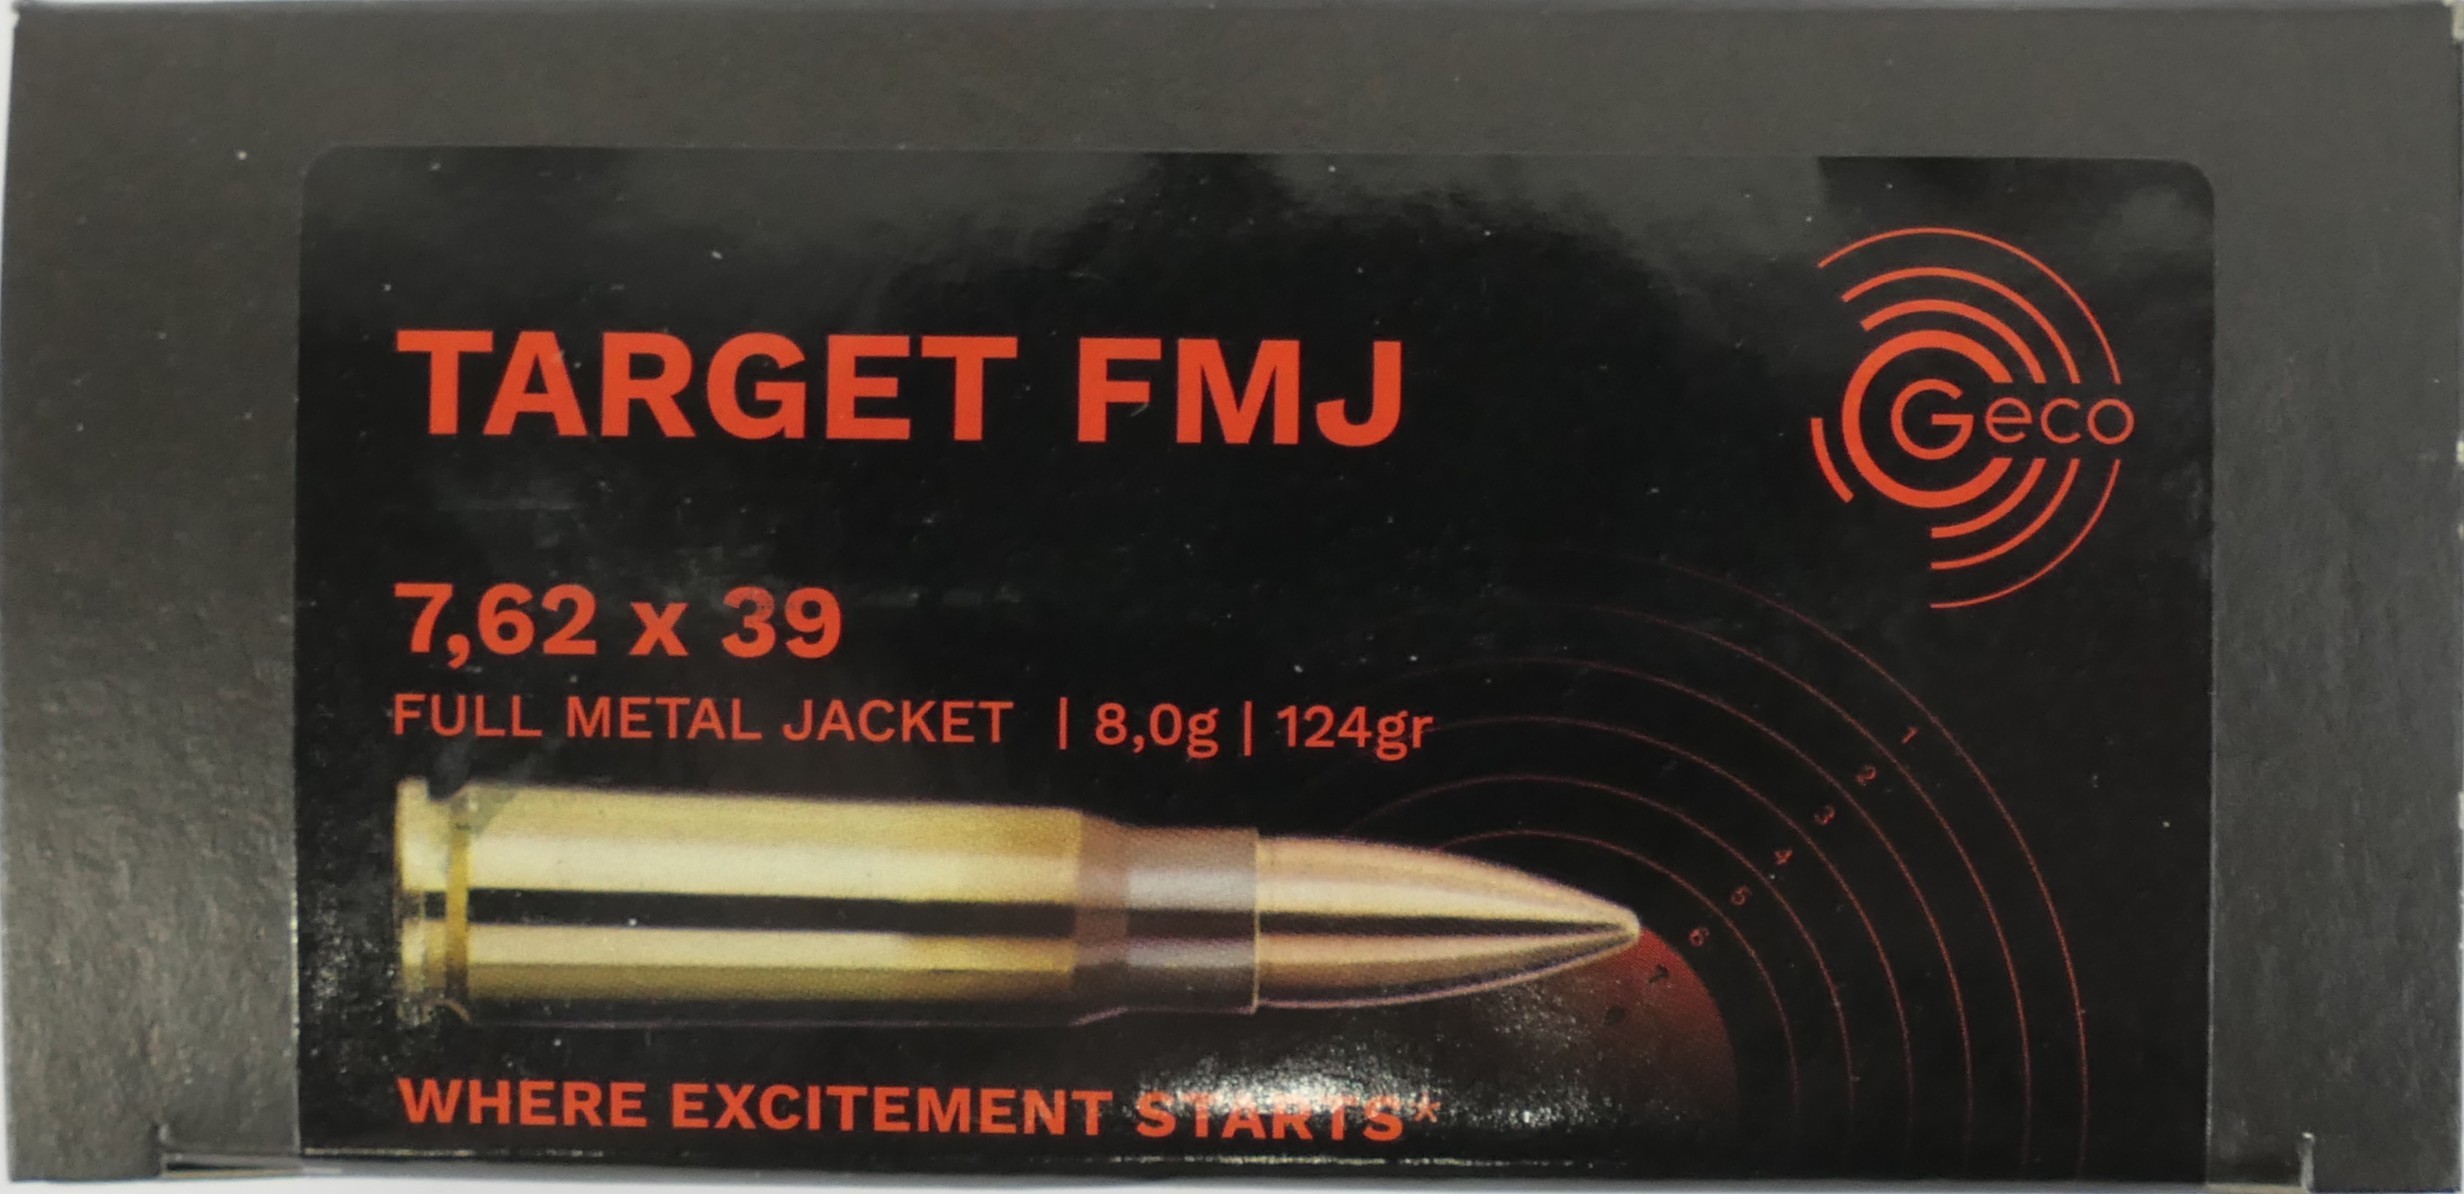 TARGET FMJ
Geco
7,62 x 39
FULL METAL JACKET | 8,0g | 124gr
1
2
3
4
5
6
7
WHERE EXCITEMENT STARTS*